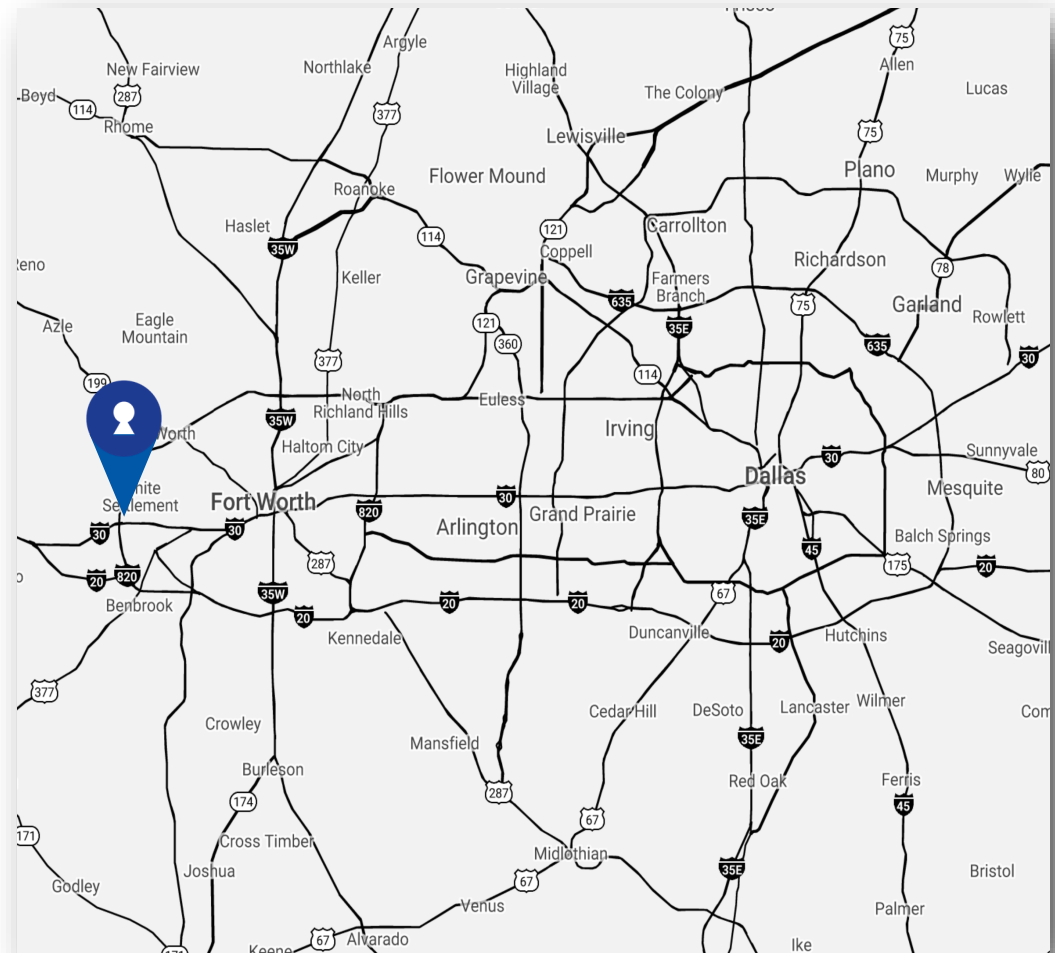 Argyle
75
New Fairview
Northlake
Highland
Village
Allen
287
Boyd
114
The Colony
Lucas
377
Rhome
75
Lewisville
Plano
Flower Mound
Murphy
Wylie
Roanoke
Haslet
114
121
Carrollton
35W
Coppell
Richardson
Keller
Grapevine
Farmers
Branch
78
635
75
Garland
Rowlett
Azle
Eagle
Mountain
121
35E
360
635
30
377
199
114
North
Richland Hills
Euless
35W
Irving
Worth
Haltom City
30
Sunnyvale
80
Dallas
Settlement
Fort Worth
30
Mesquite
820
Arlington
Grand Prairie
35E
30
30
45
Balch Springs
287
175
20
20
820
35W
67
Benbrook
20
20
20
Kennedale
Duncanville
20
Hutchins
377
Crowley
Cedar Hill
DeSoto
Lancaster
Wilmer
Mansfield
35E
Burleson
Red Oak
Ferris
174
287
45
171
67
Cross Timber
Midlothian
Joshua
35E
Bristol
Godley
67
Venus
Palmer
67
Alvarado
Ike
Keene